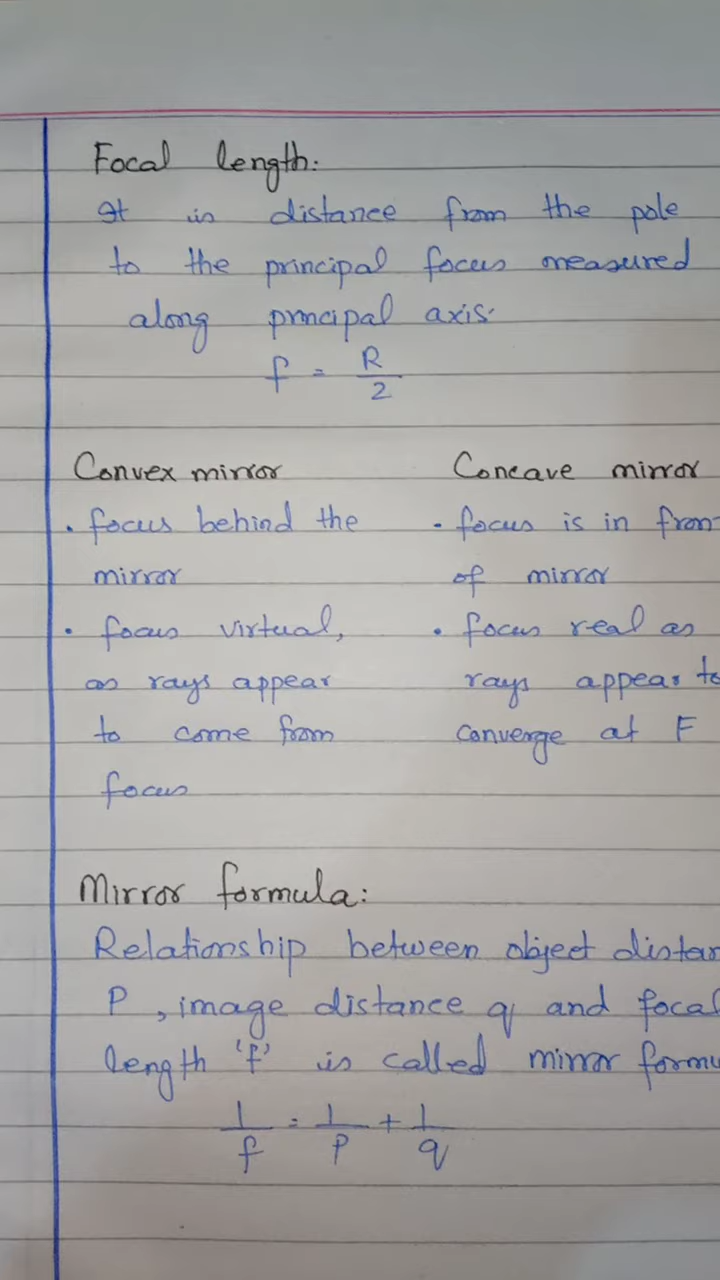 Focal length:
It is distance from the pole
to the principal focus measured
along principal axis.
f = R/2
Convex mirror
• focus behind the
mirror
• focus virtual,
as rays appear
to come from
focus
Concave mirror
• focus is in fron
of mirror
• focus real as
rays appear to
converge at F
Mirror formula:
Relationship between object distan
P, image distance q and focal
length 'f' is called mirror formu
1/f = 1/p + 1/q